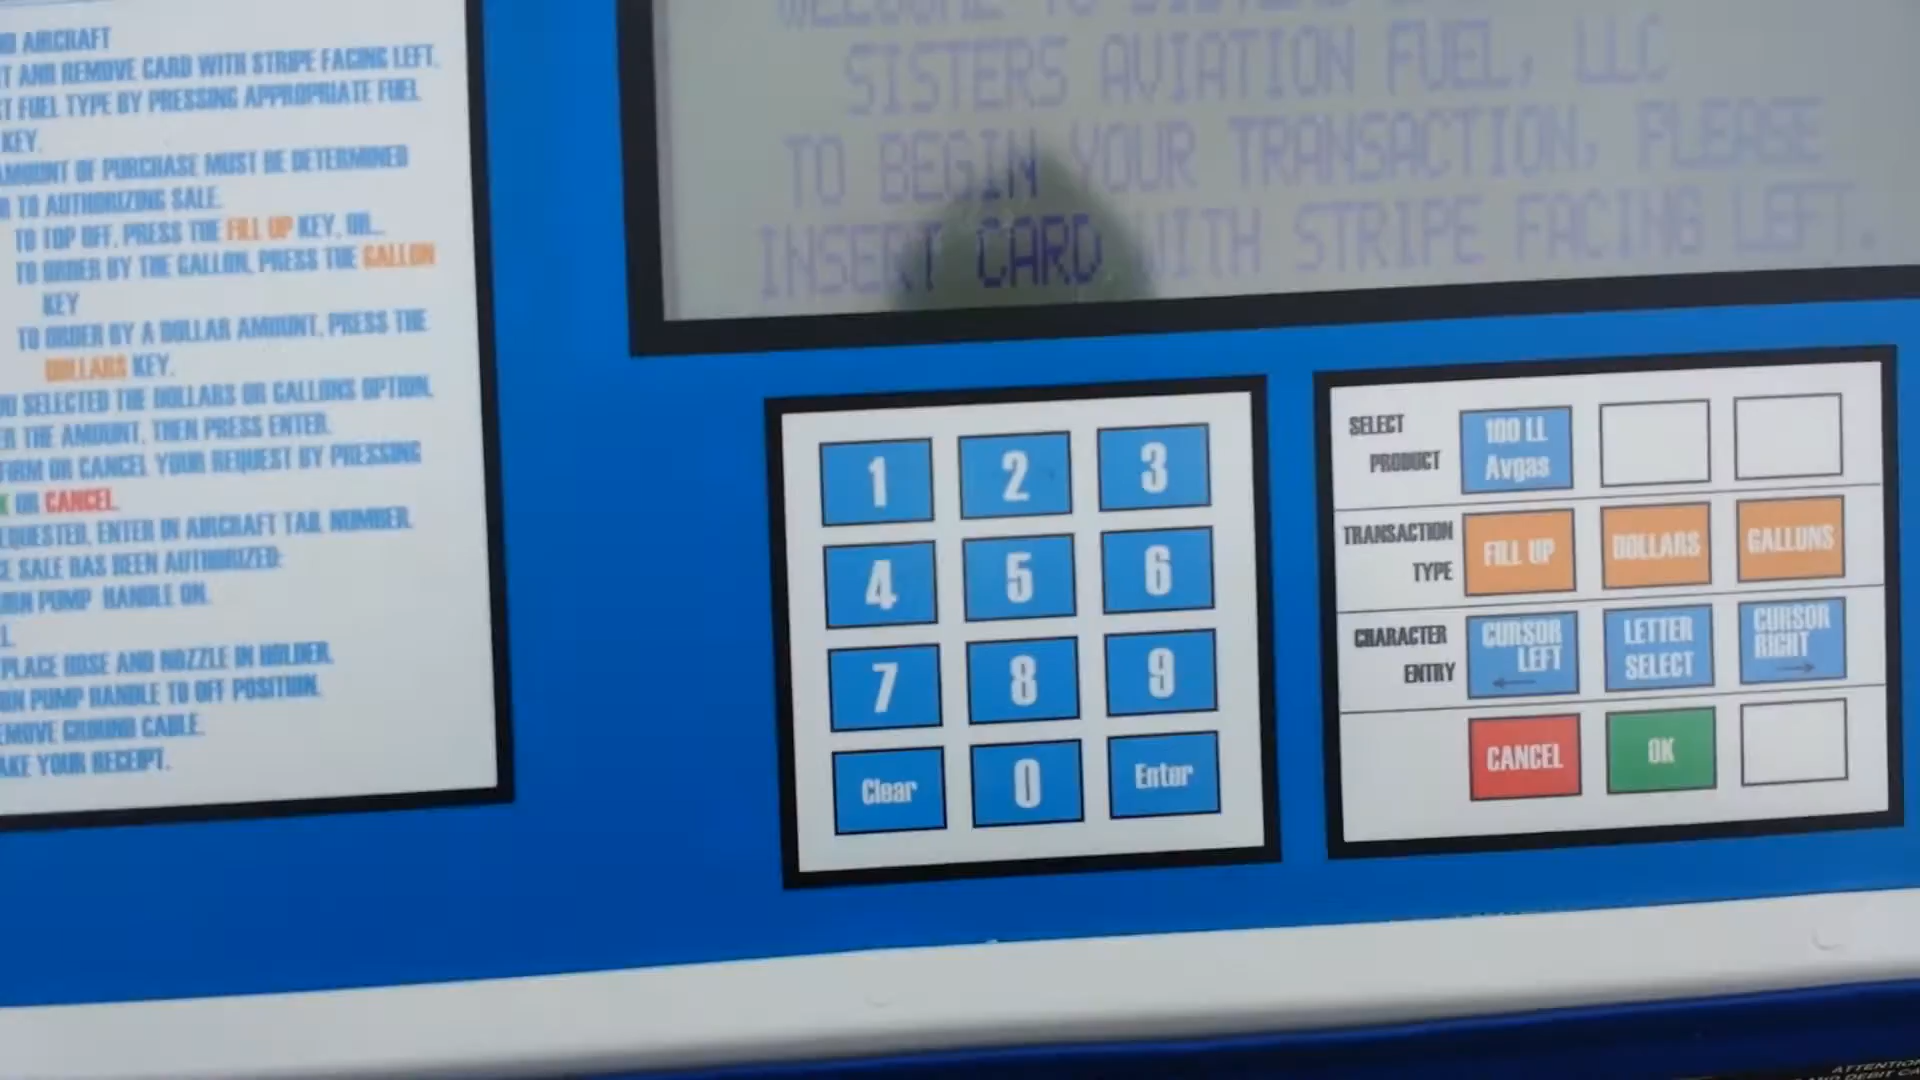 AIRCRAFT
AND REMOVE CARD WITH STRIPE FACING LEFT.
FUEL TYPE BY PRESSING APPROPRIATE FUEL
KEY.
AMOUNT OF PURCHASE MUST BE DETERMINED
TO AUTHORIZING SALE.
TO TOP OFF, PRESS THE FILL UP KEY, OR...
TO ORDER BY THE GALLON, PRESS THE GALLON
KEY
TO ORDER BY A DOLLAR AMOUNT, PRESS THE
DOLLARS KEY.
SELECTED THE DOLLARS OR GALLONS OPTION,
THE AMOUNT, THEN PRESS ENTER.
OR CANCEL YOUR REQUEST BY PRESSING
OR CANCEL.
ENTER IN AIRCRAFT TAIL NUMBER.
SALE HAS BEEN AUTHORIZED:
PUMP HANDLE ON.
PLACE HOSE AND NOZZLE IN HOLDER.
PUMP HANDLE TO OFF POSITION.
GROUND CABLE.
YOUR RECEIPT.
WELCOME TO SISTERS
SISTERS AVIATION FUEL, LLC
TO BEGIN YOUR TRANSACTION, PLEASE
INSERT CARD WITH STRIPE FACING LEFT.
1 2 3
4 5 6
7 8 9
Clear 0 Enter
SELECT
PRODUCT
100 LL
Avgas
TRANSACTION
TYPE
FILL UP
DOLLARS
GALLONS
CHARACTER
ENTRY
CURSOR
LEFT
←
LETTER
SELECT
CURSOR
RIGHT
→
CANCEL
OK
ATTENTION